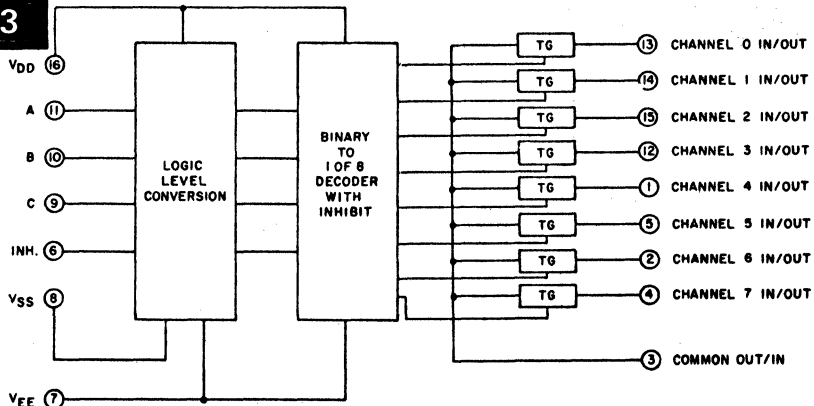 3
VDD 16
A 11
B 10
C 9
INH. 6
VSS 8
VEE 7
LOGIC
LEVEL
CONVERSION
BINARY
TO
1 OF 8
DECODER
WITH
INHIBIT
TG 13 CHANNEL 0 IN/OUT
TG 14 CHANNEL 1 IN/OUT
TG 15 CHANNEL 2 IN/OUT
TG 12 CHANNEL 3 IN/OUT
TG 1 CHANNEL 4 IN/OUT
TG 5 CHANNEL 5 IN/OUT
TG 2 CHANNEL 6 IN/OUT
TG 4 CHANNEL 7 IN/OUT
3 COMMON OUT/IN